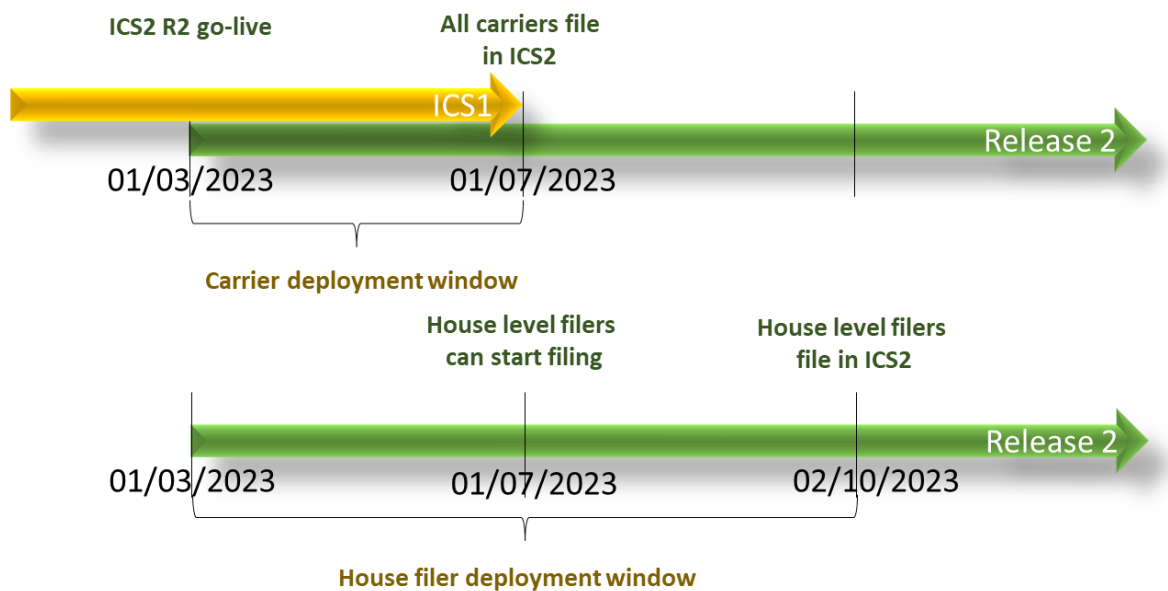 ICS2 R2 go-live
All carriers file
in ICS2
ICS1
Release 2
01/03/2023
01/07/2023
Carrier deployment window
House level filers
can start filing
House level filers
file in ICS2
Release 2
01/03/2023
01/07/2023
02/10/2023
House filer deployment window